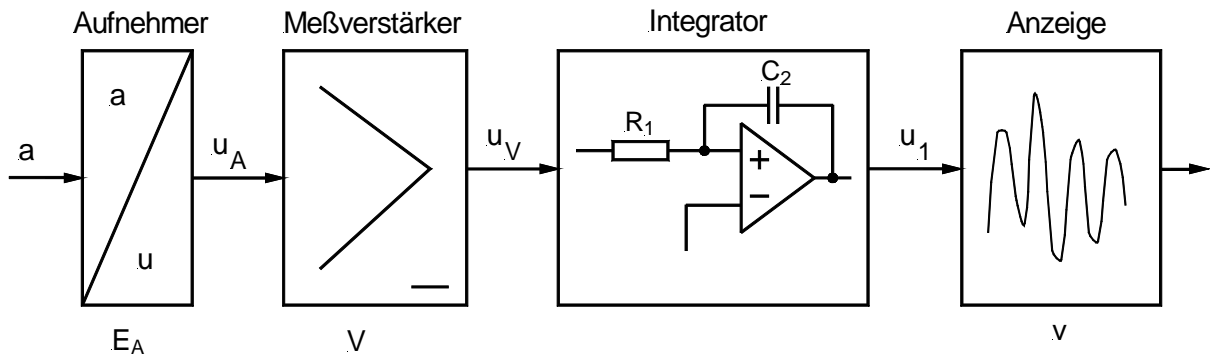 Aufnehmer Meßverstärker Integrator Anzeige
C2
a
R1
a uA uV u1
+
−
u
EA V v